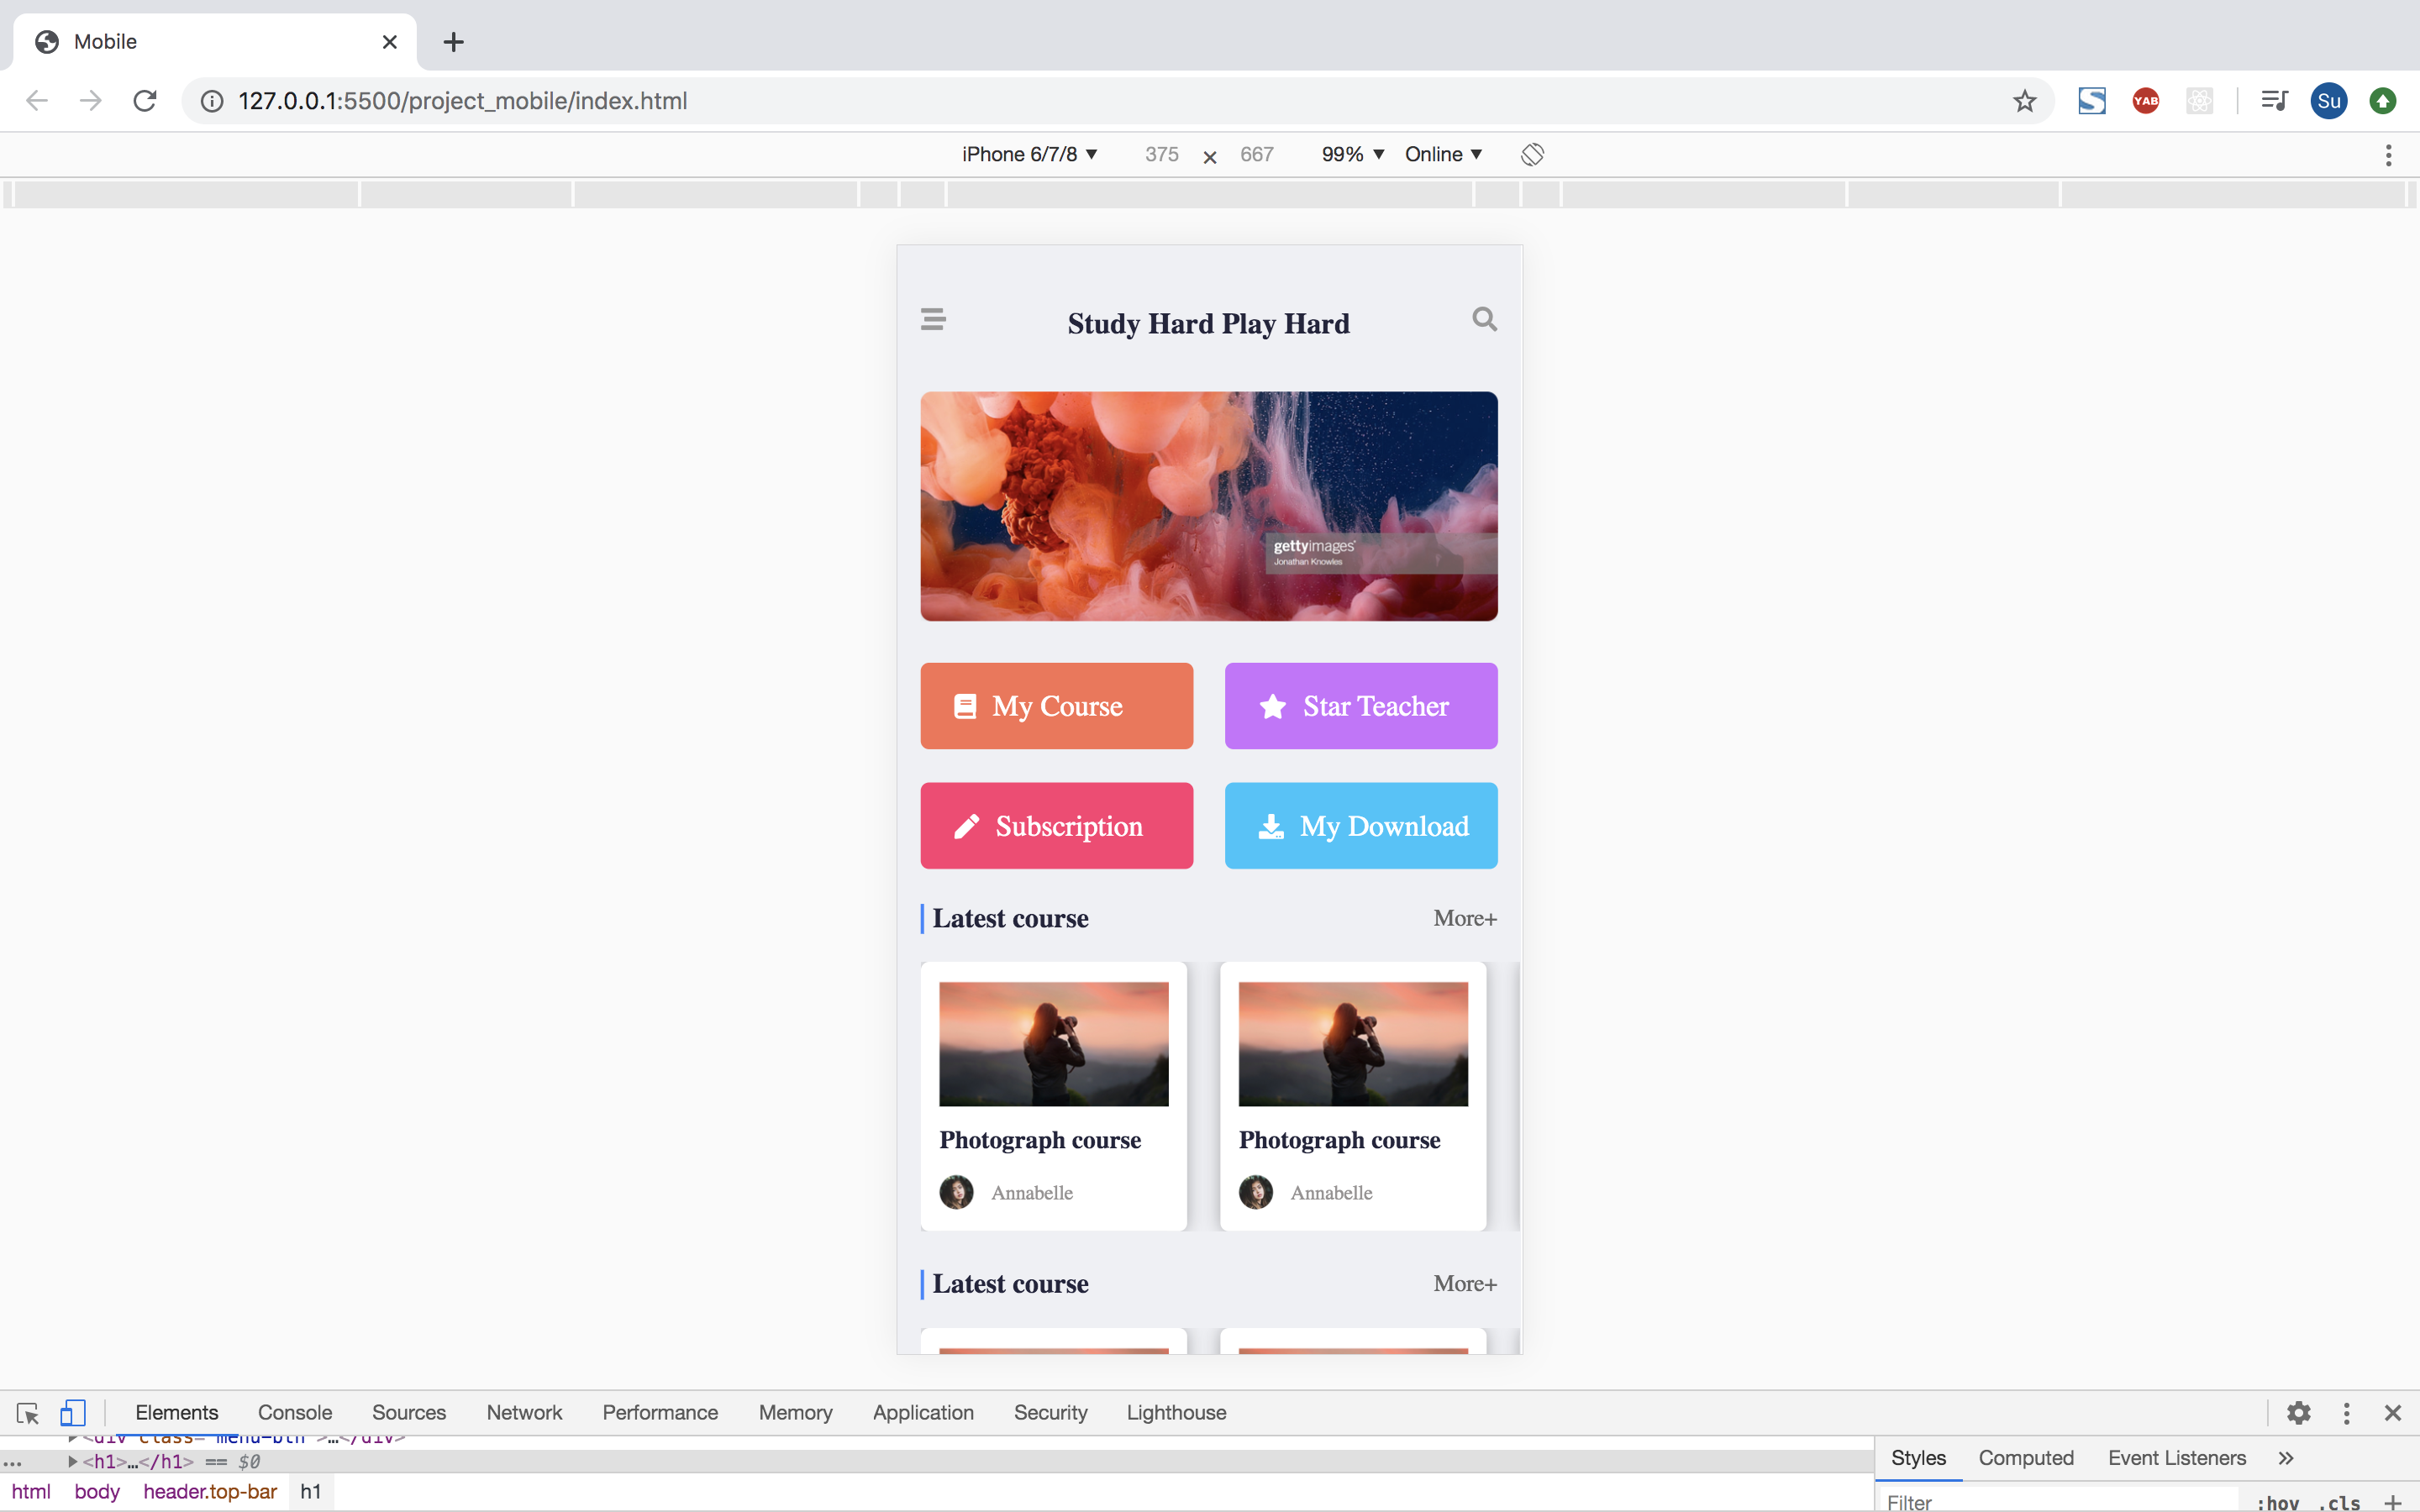 Mobile
127.0.0.1:5500/project_mobile/index.html
YAB
Su
iPhone 6/7/8 ▼ 375 × 667 99% ▼ Online ▼
Study Hard Play Hard
gettyimages
Jonathan Knowles
My Course
Star Teacher
Subscription
My Download
Latest course More+
Photograph course
Annabelle
Photograph course
Annabelle
Latest course More+
Elements Console Sources Network Performance Memory Application Security Lighthouse
<div class="menu-btn">…</div>
… <h1>…</h1> == $0
html body header.top-bar h1
Styles Computed Event Listeners »
Filter :hov .cls +